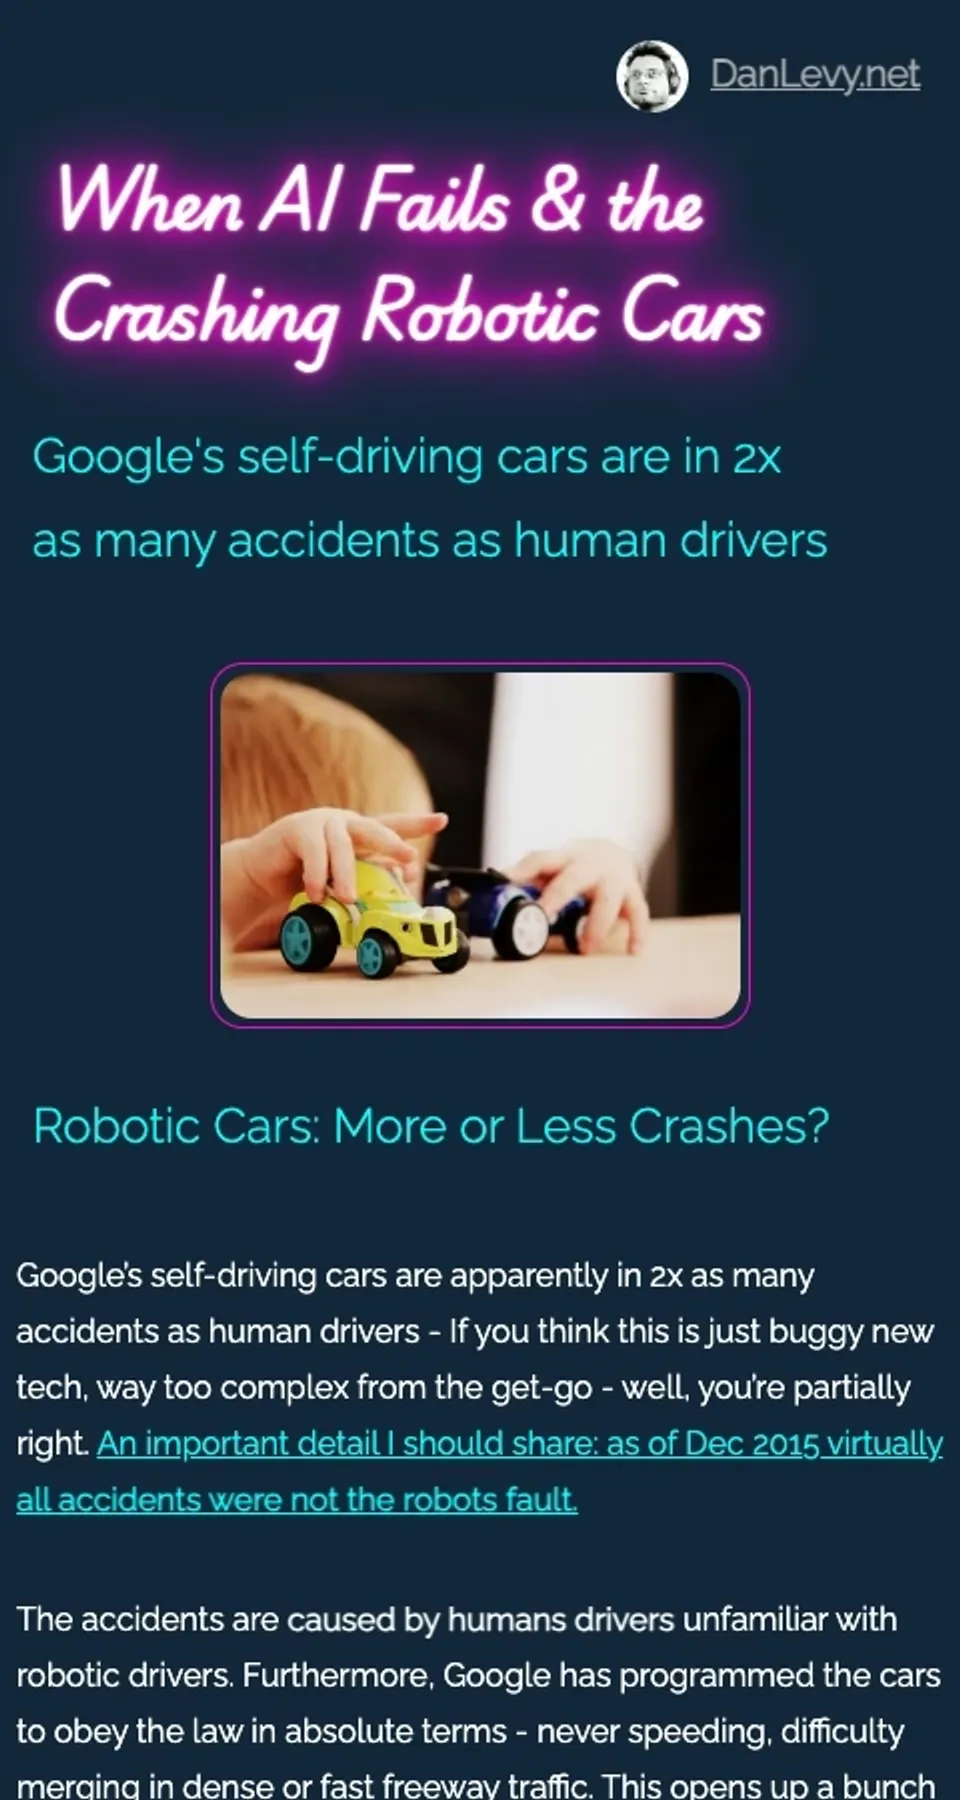 DanLevy.net
When AI Fails & the
Crashing Robotic Cars
Google's self-driving cars are in 2x
as many accidents as human drivers
Robotic Cars: More or Less Crashes?
Google’s self-driving cars are apparently in 2x as many
accidents as human drivers - If you think this is just buggy new
tech, way too complex from the get-go - well, you’re partially
right. An important detail I should share: as of Dec 2015 virtually
all accidents were not the robots fault.
The accidents are caused by humans drivers unfamiliar with
robotic drivers. Furthermore, Google has programmed the cars
to obey the law in absolute terms - never speeding, difficulty
merging in dense or fast freeway traffic. This opens up a bunch